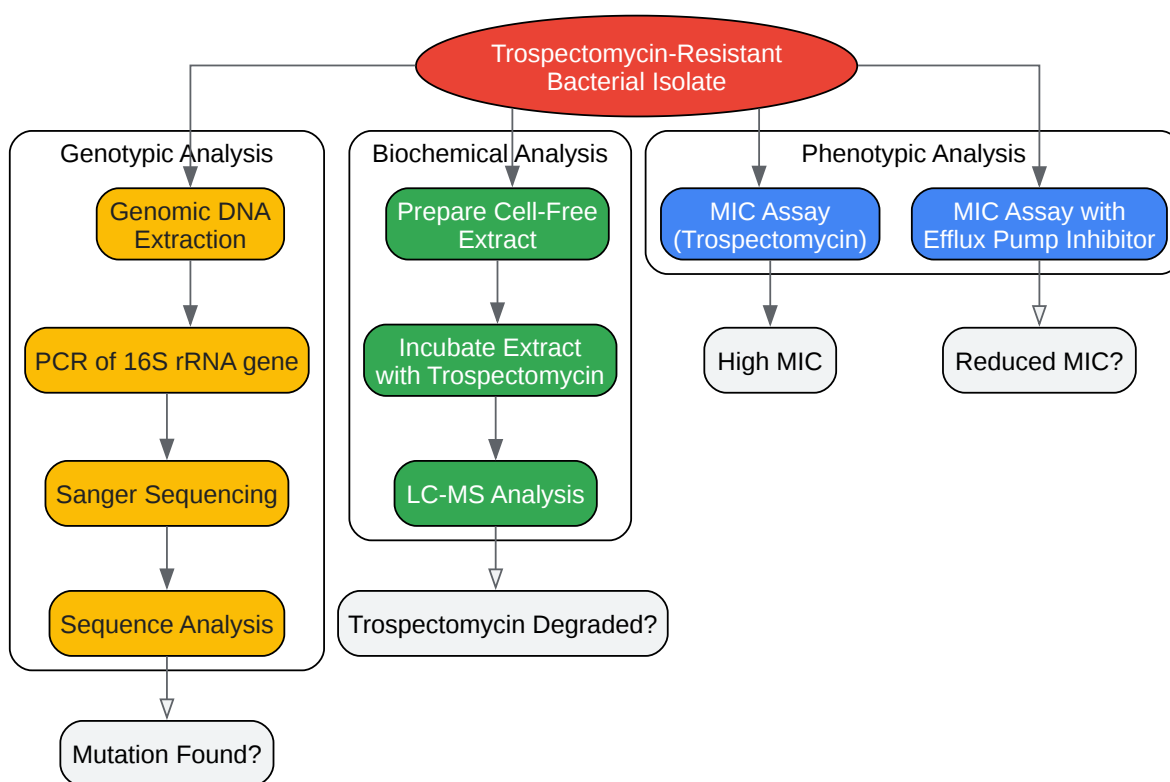 Trospectomycin-Resistant
Bacterial Isolate
Genotypic Analysis
Genomic DNA
Extraction
PCR of 16S rRNA gene
Sanger Sequencing
Sequence Analysis
Mutation Found?
Biochemical Analysis
Prepare Cell-Free
Extract
Incubate Extract
with Trospectomycin
LC-MS Analysis
Trospectomycin Degraded?
Phenotypic Analysis
MIC Assay
(Trospectomycin)
High MIC
MIC Assay with
Efflux Pump Inhibitor
Reduced MIC?